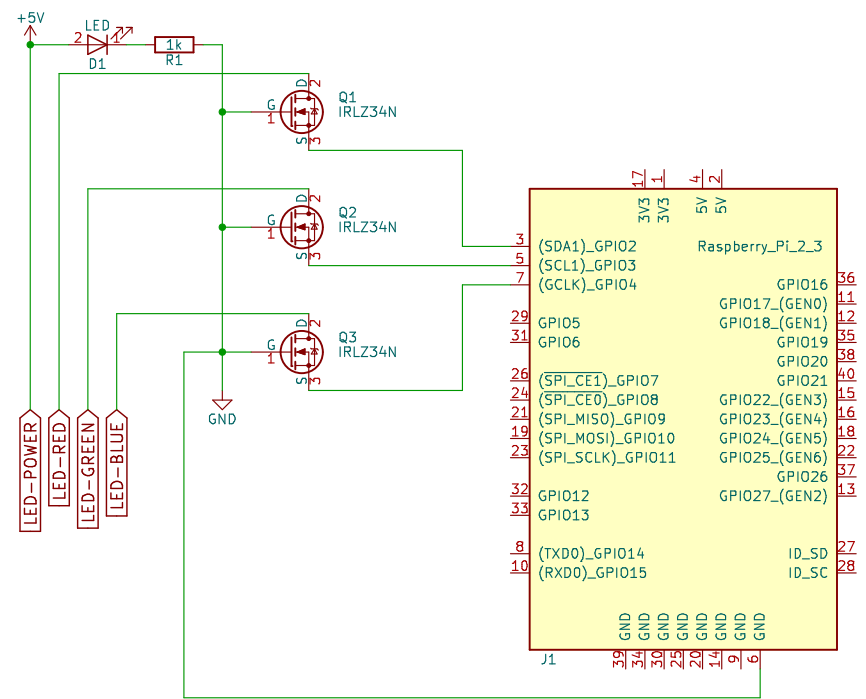 +5V
LED
2
1
D1
1k
R1
D
2
G
1
S
3
Q1
IRLZ34N
D
2
G
1
S
3
Q2
IRLZ34N
D
2
G
1
S
3
Q3
IRLZ34N
GND
LED-POWER
LED-RED
LED-GREEN
LED-BLUE
17
1
4
2
3V3
3V3
5V
5V
Raspberry_Pi_2_3
3 (SDA1)_GPIO2
5 (SCL1)_GPIO3
7 (GCLK)_GPIO4
29 GPIO5
31 GPIO6
26 (SPI_CE1)_GPIO7
24 (SPI_CE0)_GPIO8
21 (SPI_MISO)_GPIO9
19 (SPI_MOSI)_GPIO10
23 (SPI_SCLK)_GPIO11
32 GPIO12
33 GPIO13
8 (TXD0)_GPIO14
10 (RXD0)_GPIO15
GPIO16 36
GPIO17_(GEN0) 11
GPIO18_(GEN1) 12
GPIO19 35
GPIO20 38
GPIO21 40
GPIO22_(GEN3) 15
GPIO23_(GEN4) 16
GPIO24_(GEN5) 18
GPIO25_(GEN6) 22
GPIO26 37
GPIO27_(GEN2) 13
ID_SD 27
ID_SC 28
GND
GND
GND
GND
GND
GND
GND
GND
J1
39
34
30
25
20
14
9
6